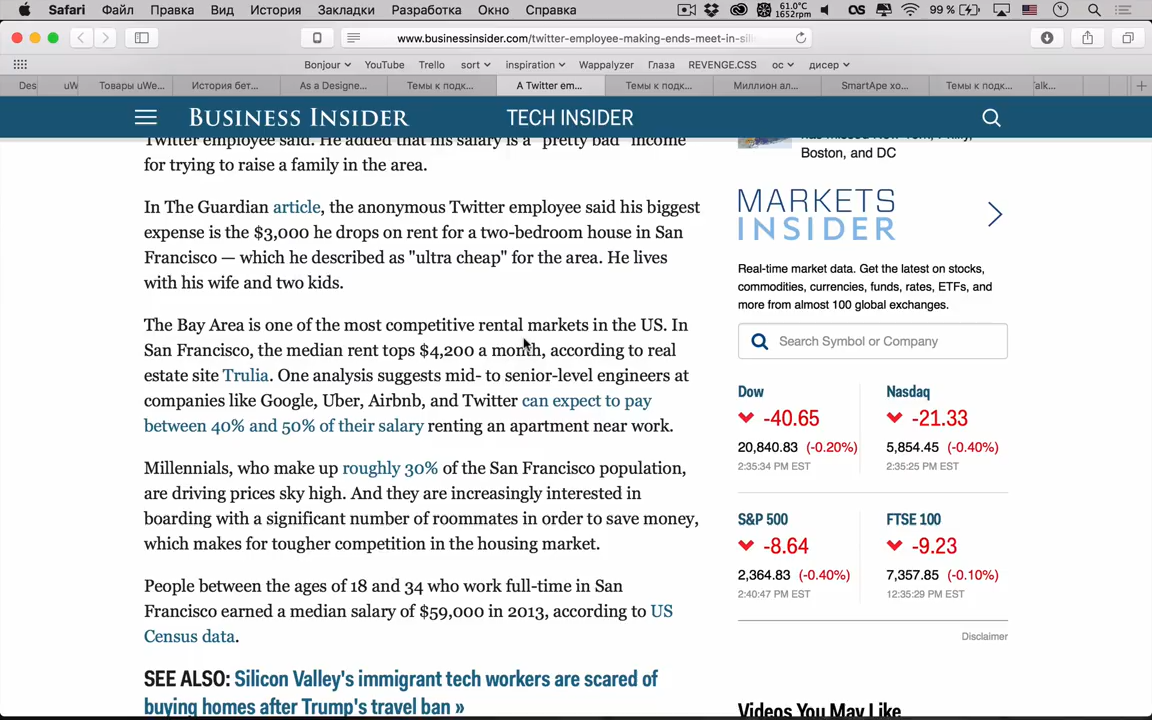 Safari Файл Правка Вид История Закладки Разработка Окно Справка 61.0°C 1652rpm 99 %
www.businessinsider.com/twitter-employee-making-ends-meet-in-sil
Bonjour YouTube Trello sort inspiration Wappalyzer Глаза REVENGE.CSS ос дисер
Des uW Товары uWe... История бет... As a Designe... Темы к подк... A Twitter em... Темы к подк... Миллион ал... SmartApe хо... Темы к подк... Talk...
BUSINESS INSIDER TECH INSIDER
Twitter employee said. He added that his salary is a "pretty bad" income
for trying to raise a family in the area.
In The Guardian article, the anonymous Twitter employee said his biggest
expense is the $3,000 he drops on rent for a two-bedroom house in San
Francisco — which he described as "ultra cheap" for the area. He lives
with his wife and two kids.
The Bay Area is one of the most competitive rental markets in the US. In
San Francisco, the median rent tops $4,200 a month, according to real
estate site Trulia. One analysis suggests mid- to senior-level engineers at
companies like Google, Uber, Airbnb, and Twitter can expect to pay
between 40% and 50% of their salary renting an apartment near work.
Millennials, who make up roughly 30% of the San Francisco population,
are driving prices sky high. And they are increasingly interested in
boarding with a significant number of roommates in order to save money,
which makes for tougher competition in the housing market.
People between the ages of 18 and 34 who work full-time in San
Francisco earned a median salary of $59,000 in 2013, according to US
Census data.
SEE ALSO: Silicon Valley's immigrant tech workers are scared of
buying homes after Trump's travel ban »
Boston, and DC
MARKETS
INSIDER
Real-time market data. Get the latest on stocks,
commodities, currencies, funds, rates, ETFs, and
more from almost 100 global exchanges.
Search Symbol or Company
Dow
-40.65
20,840.83 (-0.20%)
2:35:34 PM EST
Nasdaq
-21.33
5,854.45 (-0.40%)
2:35:25 PM EST
S&P 500
-8.64
2,364.83 (-0.40%)
2:40:47 PM EST
FTSE 100
-9.23
7,357.85 (-0.10%)
12:35:29 PM EST
Disclaimer
Videos You May Like